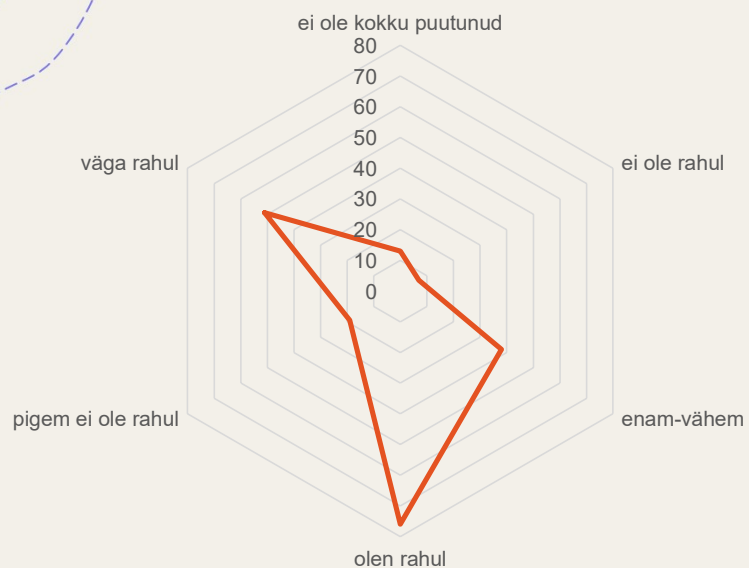 ei ole kokku puutunud
80
70
60
50
40
30
20
10
0
väga rahul
ei ole rahul
pigem ei ole rahul
enam-vähem
olen rahul